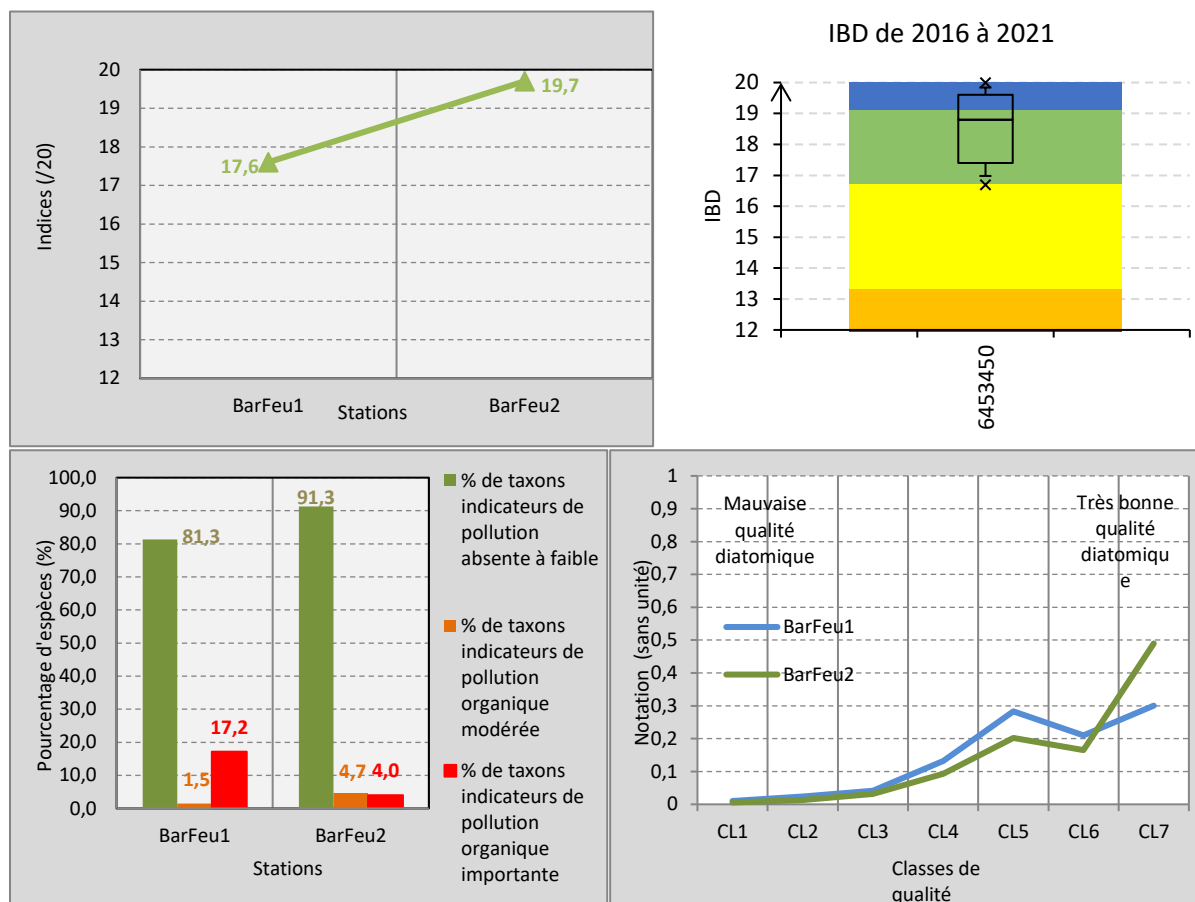 20
19
18
17
16
15
14
13
12
Indices (/20)
17,6
19,7
BarFeu1
BarFeu2
Stations
IBD de 2016 à 2021
20
19
18
17
16
15
14
13
12
IBD
6453450
100,0
90,0
80,0
70,0
60,0
50,0
40,0
30,0
20,0
10,0
0,0
Pourcentage d'espèces (%)
81,3
1,5
17,2
91,3
4,7
4,0
BarFeu1
BarFeu2
Stations
% de taxons
indicateurs de
pollution
absente à faible
% de taxons
indicateurs de
pollution
organique
modérée
% de taxons
indicateurs de
pollution
organique
importante
1
0,9
0,8
0,7
0,6
0,5
0,4
0,3
0,2
0,1
0
Notation (sans unité)
Mauvaise
qualité
diatomique
Très bonne
qualité
diatomiqu
e
BarFeu1
BarFeu2
CL1 CL2 CL3 CL4 CL5 CL6 CL7
Classes de
qualité